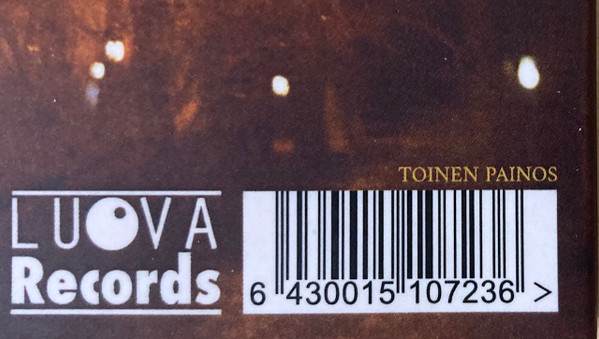 TOINEN PAINOS
LUOVA
Records
6 430015 107236 >